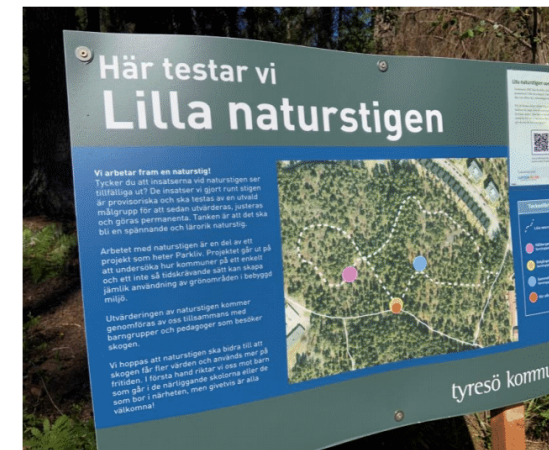 Här testar vi
Lilla naturstigen
Vi arbetar fram en naturstig!
Tycker du att insatserna vid naturstigen ser
tillfälliga ut? De insatser vi gjort runt stigen
är provisoriska och ska testas av en utvald
målgrupp för att sedan utvärderas, justeras
och göras permanenta. Tanken är att det ska
bli en spännande och lärorik naturstig.
Arbetet med naturstigen är en del av ett
projekt som heter Parkliv. Projektet går ut på
att undersöka hur kommuner på ett enkelt
och ett inte så tidskrävande sätt kan skapa
jämlik användning av grönområden i bebyggd
miljö.
Utvärderingen av naturstigen kommer
genomföras av oss tillsammans med
barngrupper och pedagoger som besöker
skogen.
Vi hoppas att naturstigen ska bidra till att
skogen får fler värden och används mer på
fritiden. I första hand riktar vi oss mot barn
som går i de närliggande skolorna eller de
som bor i närheten, men givetvis är alla
välkomna!
Lilla naturstigen
tyresö kommu